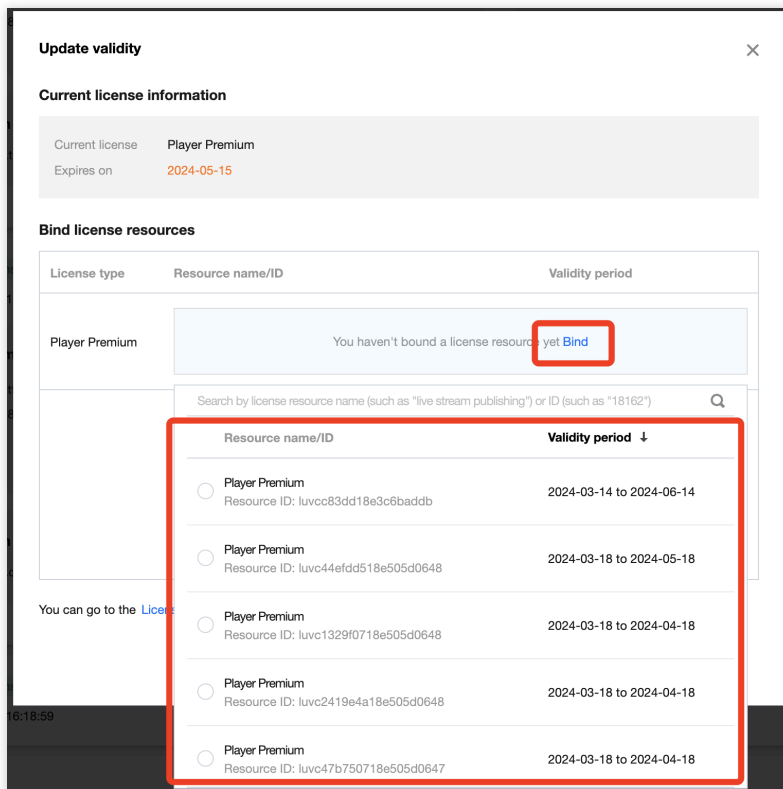 Update validity
Current license information
Current license Player Premium
Expires on 2024-05-15
Bind license resources
License type Resource name/ID Validity period
Player Premium You haven't bound a license resource yet Bind
Search by license resource name (such as "live stream publishing") or ID (such as "18162")
Resource name/ID Validity period ↓
Player Premium
Resource ID: luvcc83dd18e3c6baddb 2024-03-14 to 2024-06-14
Player Premium
Resource ID: luvc44efdd518e505d0648 2024-03-18 to 2024-05-18
You can go to the
Player Premium
Resource ID: luvc1329f0718e505d0648 2024-03-18 to 2024-04-18
Player Premium
Resource ID: luvc2419e4a18e505d0648 2024-03-18 to 2024-04-18
16:18:59
Player Premium
Resource ID: luvc47b750718e505d0647 2024-03-18 to 2024-04-18